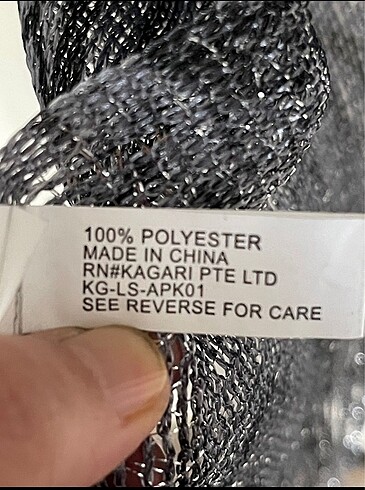 100% POLYESTER
MADE IN CHINA
RN#KAGARI PTE LTD
KG-LS-APK01
SEE REVERSE FOR CARE